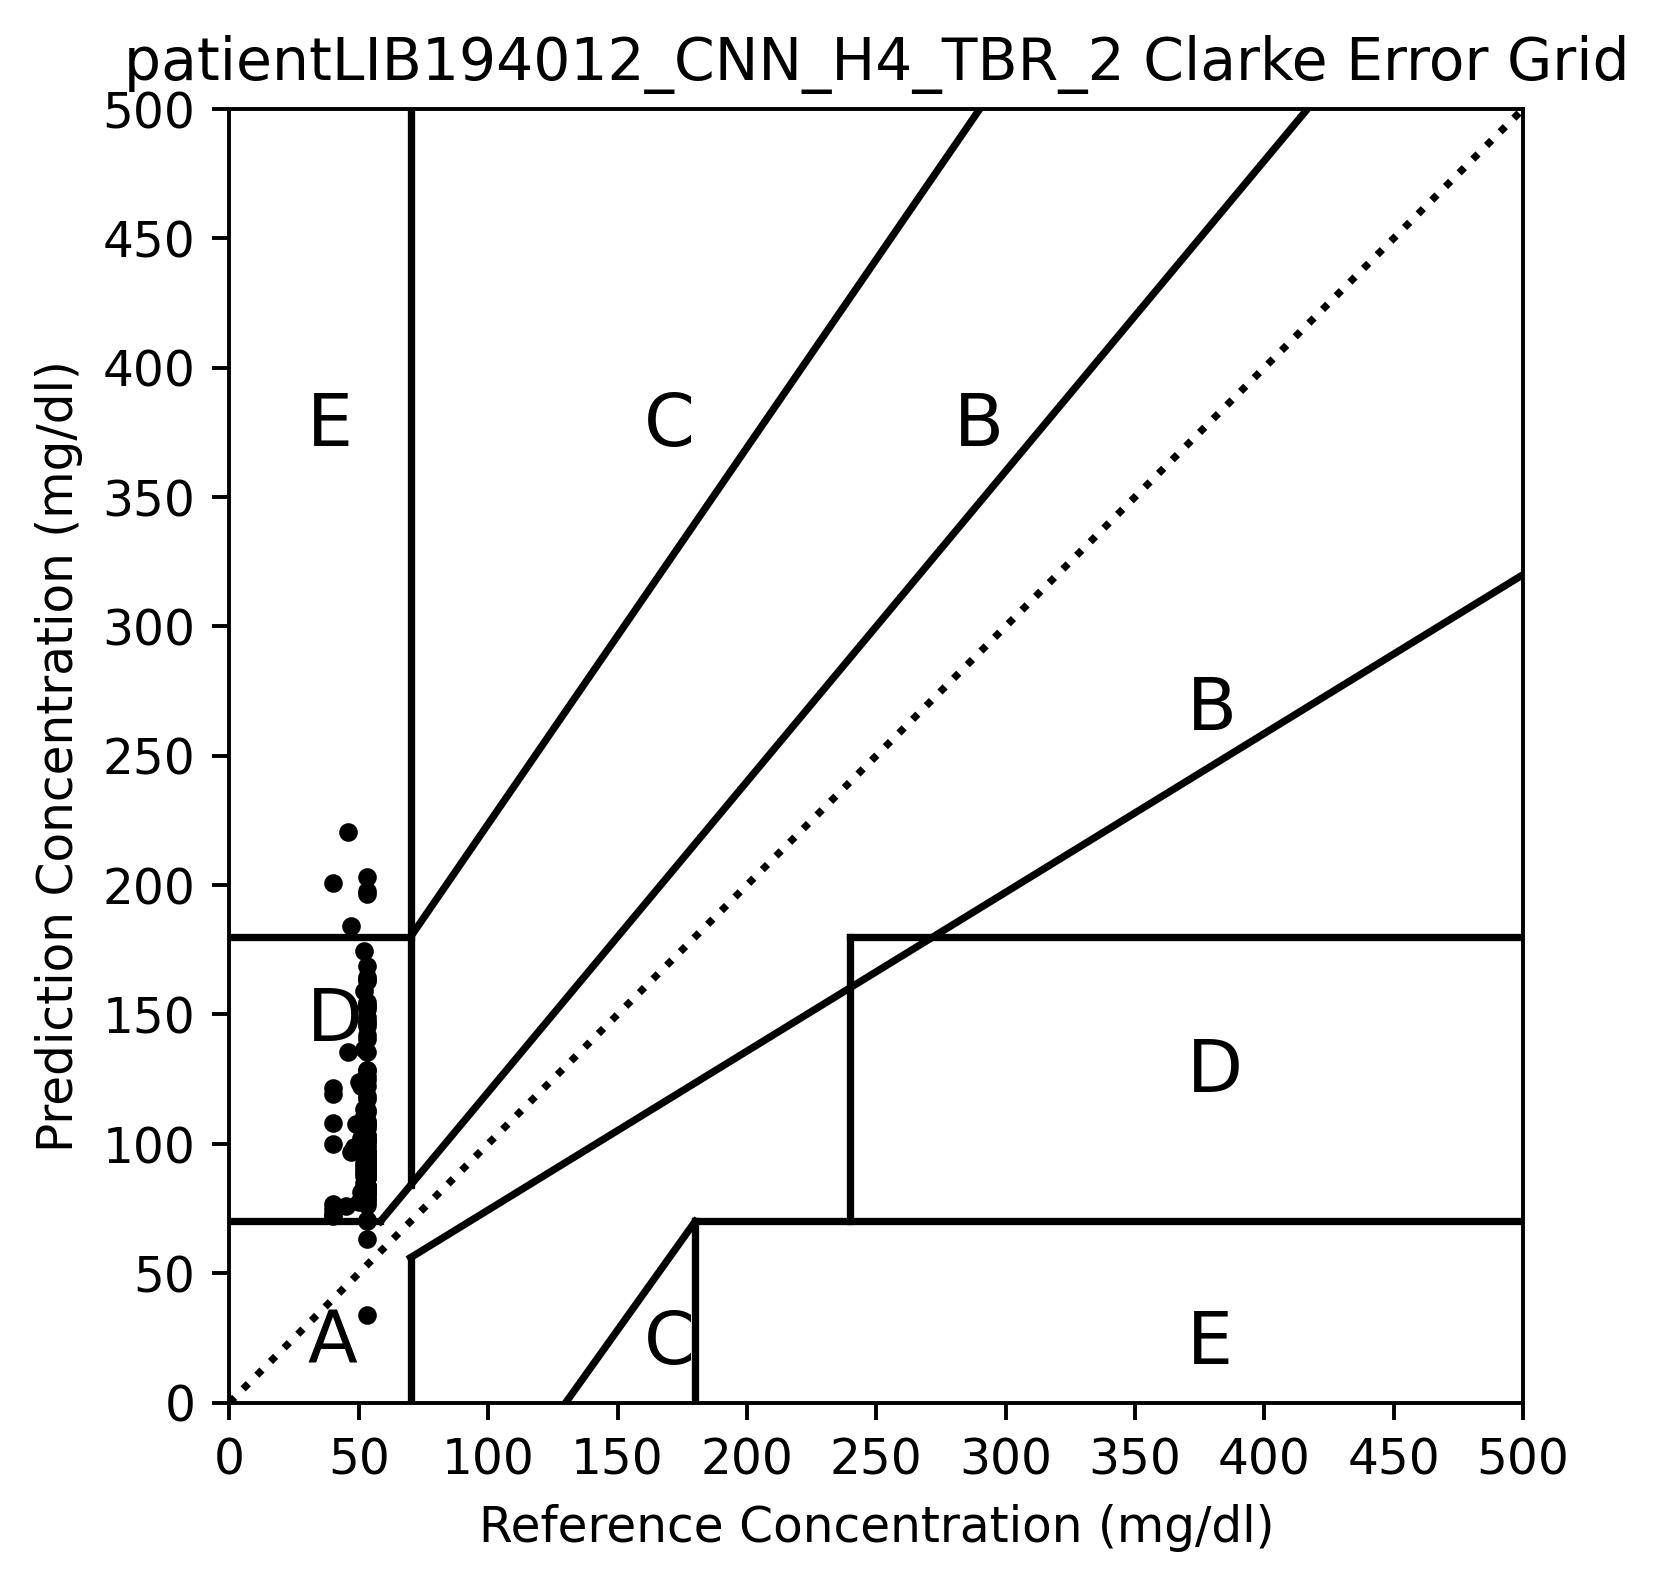 patientLIB194012_CNN_H4_TBR_2 Clarke Error Grid
Prediction Concentration (mg/dl)
500
450
400
350
300
250
200
150
100
50
0
E
C
B
B
D
D
A
C
E
0 50 100 150 200 250 300 350 400 450 500
Reference Concentration (mg/dl)